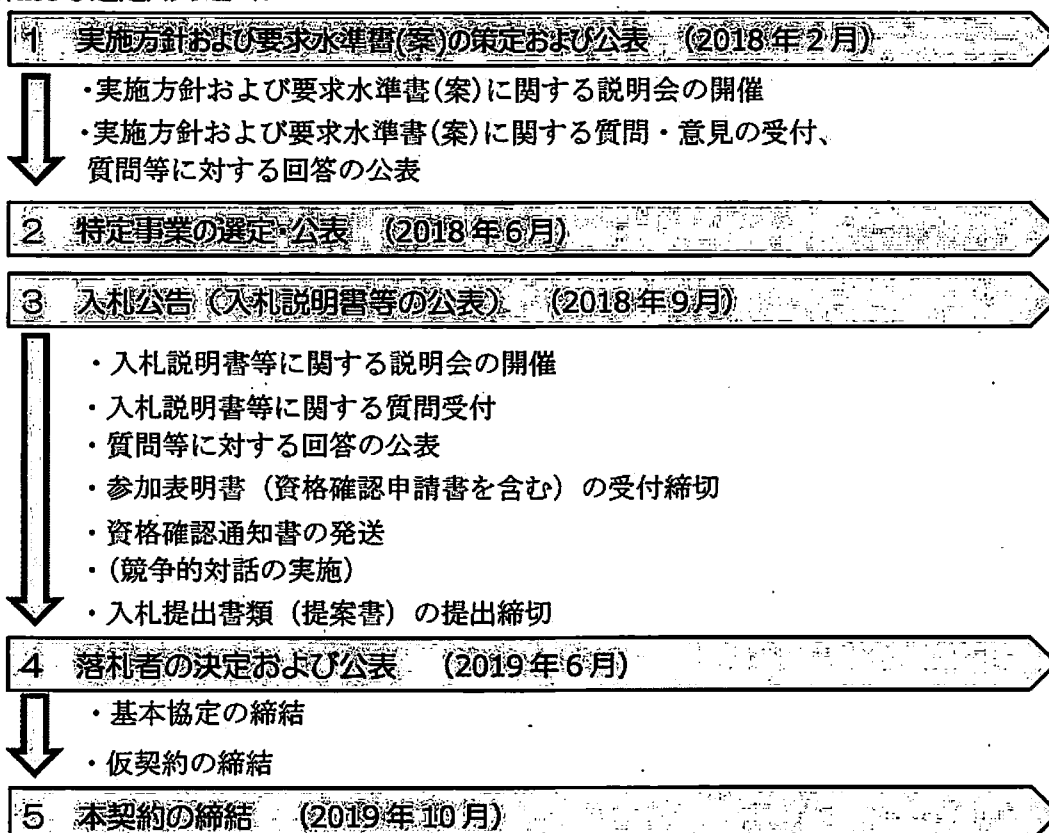 1 実施方針および要求水準書(案)の策定および公表 (2018年2月)
・実施方針および要求水準書(案)に関する説明会の開催
・実施方針および要求水準書(案)に関する質問・意見の受付、
質問等に対する回答の公表
2 特定事業の選定・公表 (2018年6月)
3 入札公告(入札説明書等の公表) (2018年9月)
・入札説明書等に関する説明会の開催
・入札説明書等に関する質問受付
・質問等に対する回答の公表
・参加表明書(資格確認申請書を含む)の受付締切
・資格確認通知書の発送
・(競争的対話の実施)
・入札提出書類(提案書)の提出締切
4 落札者の決定および公表 (2019年6月)
・基本協定の締結
・仮契約の締結
5 本契約の締結 (2019年10月)